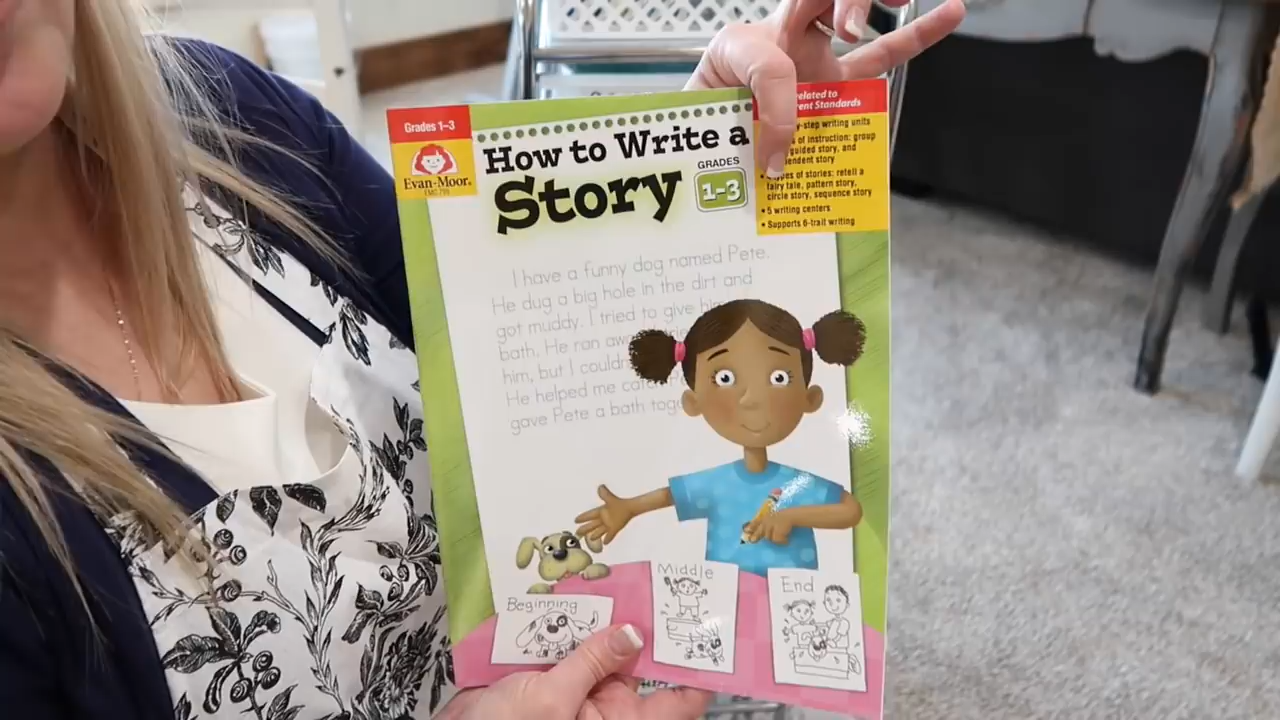 Grades 1–3
Evan-Moor®
How to Write a
Story
GRADES
1-3
related to
Standards
-step writing units
of instruction: group
guided story, and
story
types of stories: retell a
fairy tale, pattern story,
circle story, sequence story
• 5 writing centers
• Supports 6-trait writing
I have a funny dog named Pete.
He dug a big hole in the dirt and
got muddy. I tried to give
bath. He ran
him, but I
He helped me
gave Pete a bath
Beginning
Middle
End